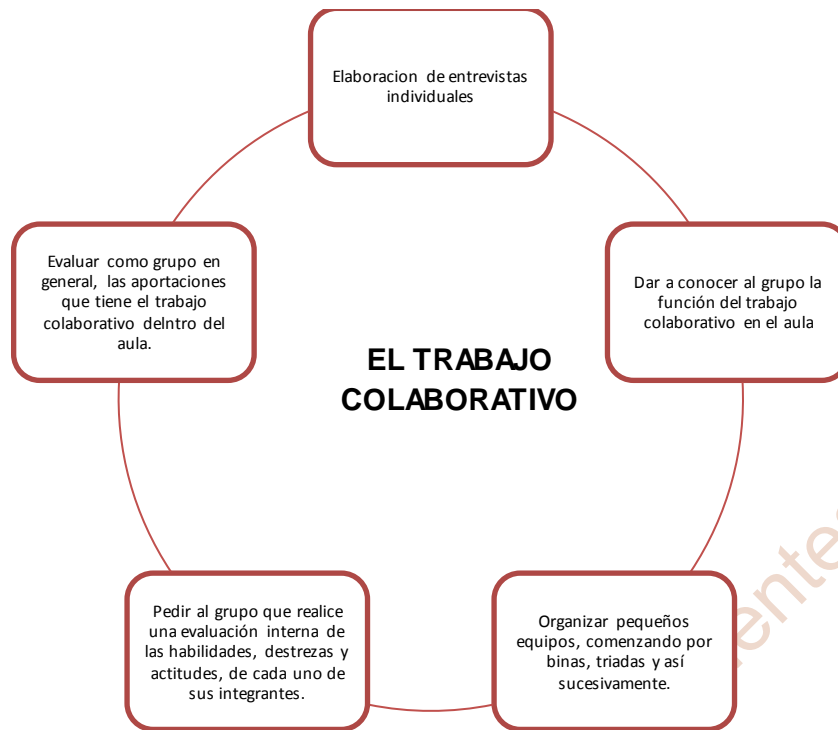 Elaboracion de entrevistas
individuales
Dar a conocer al grupo la
función del trabajo
colaborativo en el aula
Organizar pequeños
equipos, comenzando por
binas, triadas y así
sucesivamente.
Pedir al grupo que realice
una evaluación interna de
las habilidades, destrezas y
actitudes, de cada uno de
sus integrantes.
Evaluar como grupo en
general, las aportaciones
que tiene el trabajo
colaborativo delntro del
aula.
EL TRABAJO
COLABORATIVO